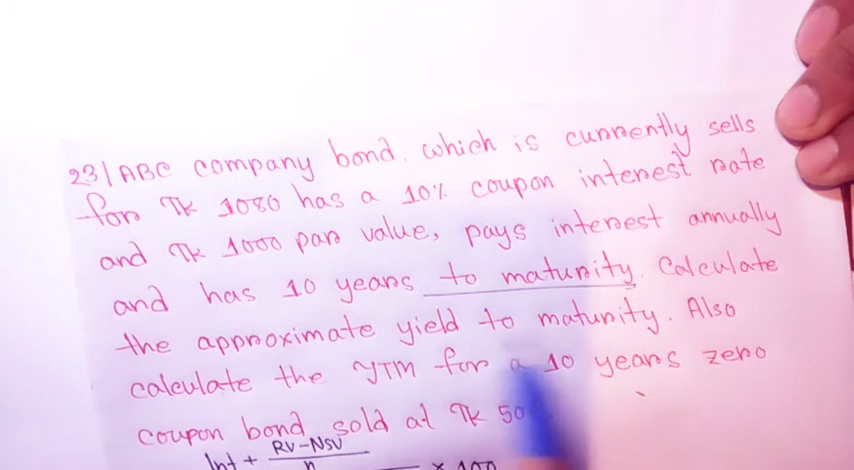 23| ABC company bond, which is currently sells
for Tk 1080 has a 10% coupon interest rate
and Tk 1000 par value, pays interest annually
and has 10 years to maturity. Calculate
the approximate yield to maturity. Also
calculate the YTM for a 10 years zero
coupon bond sold at Tk 50
Int + RV-NSV
n
× 100